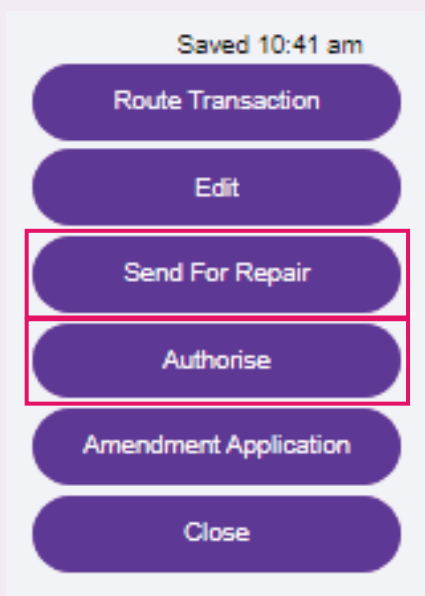 Saved 10:41 am
Route Transaction
Edit
Send For Repair
Authorise
Amendment Application
Close